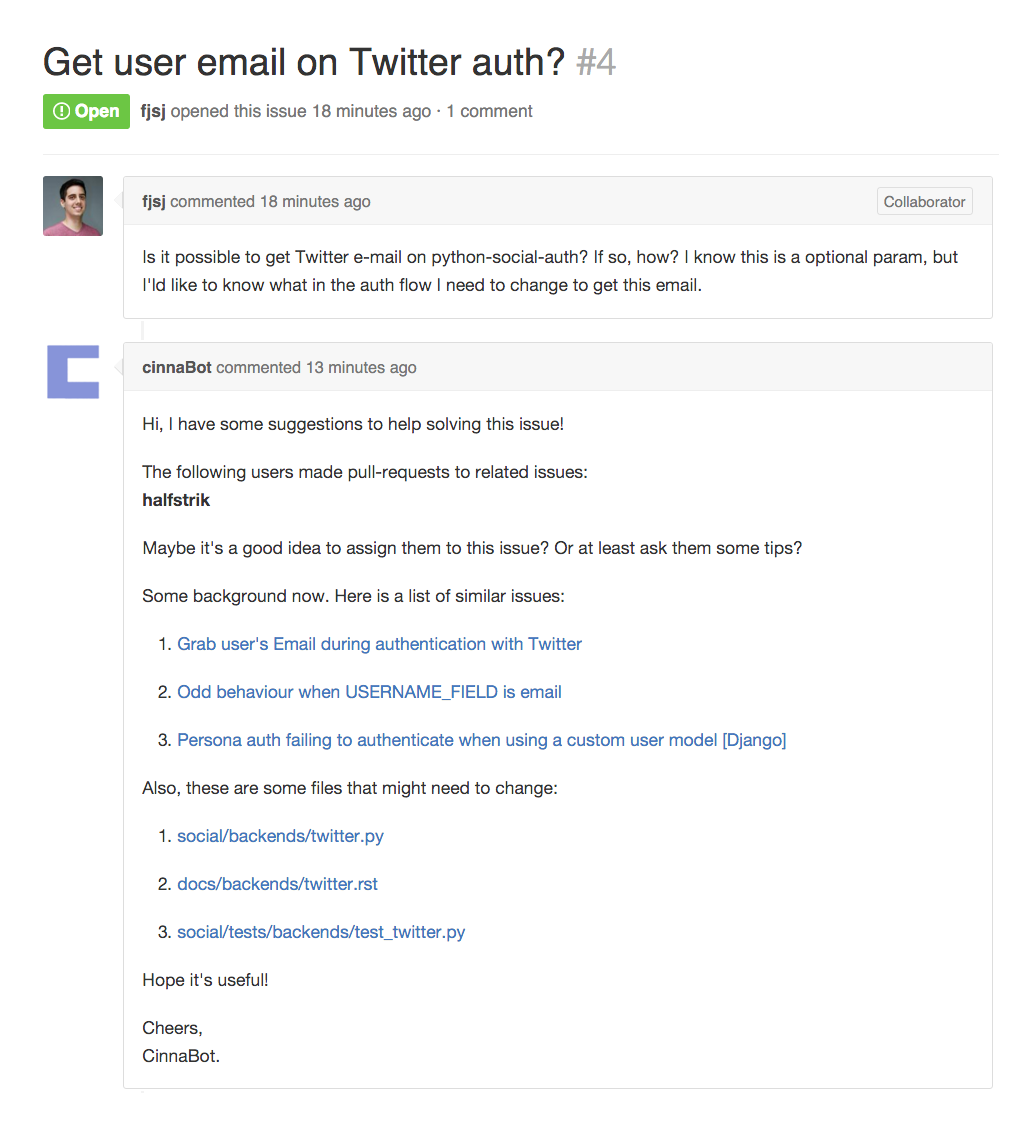 Get user email on Twitter auth? #4
Open fjsj opened this issue 18 minutes ago · 1 comment
fjsj commented 18 minutes ago Collaborator
Is it possible to get Twitter e-mail on python-social-auth? If so, how? I know this is a optional param, but
I'ld like to know what in the auth flow I need to change to get this email.
cinnaBot commented 13 minutes ago
Hi, I have some suggestions to help solving this issue!
The following users made pull-requests to related issues:
halfstrik
Maybe it's a good idea to assign them to this issue? Or at least ask them some tips?
Some background now. Here is a list of similar issues:
1. Grab user's Email during authentication with Twitter
2. Odd behaviour when USERNAME_FIELD is email
3. Persona auth failing to authenticate when using a custom user model [Django]
Also, these are some files that might need to change:
1. social/backends/twitter.py
2. docs/backends/twitter.rst
3. social/tests/backends/test_twitter.py
Hope it's useful!
Cheers,
CinnaBot.